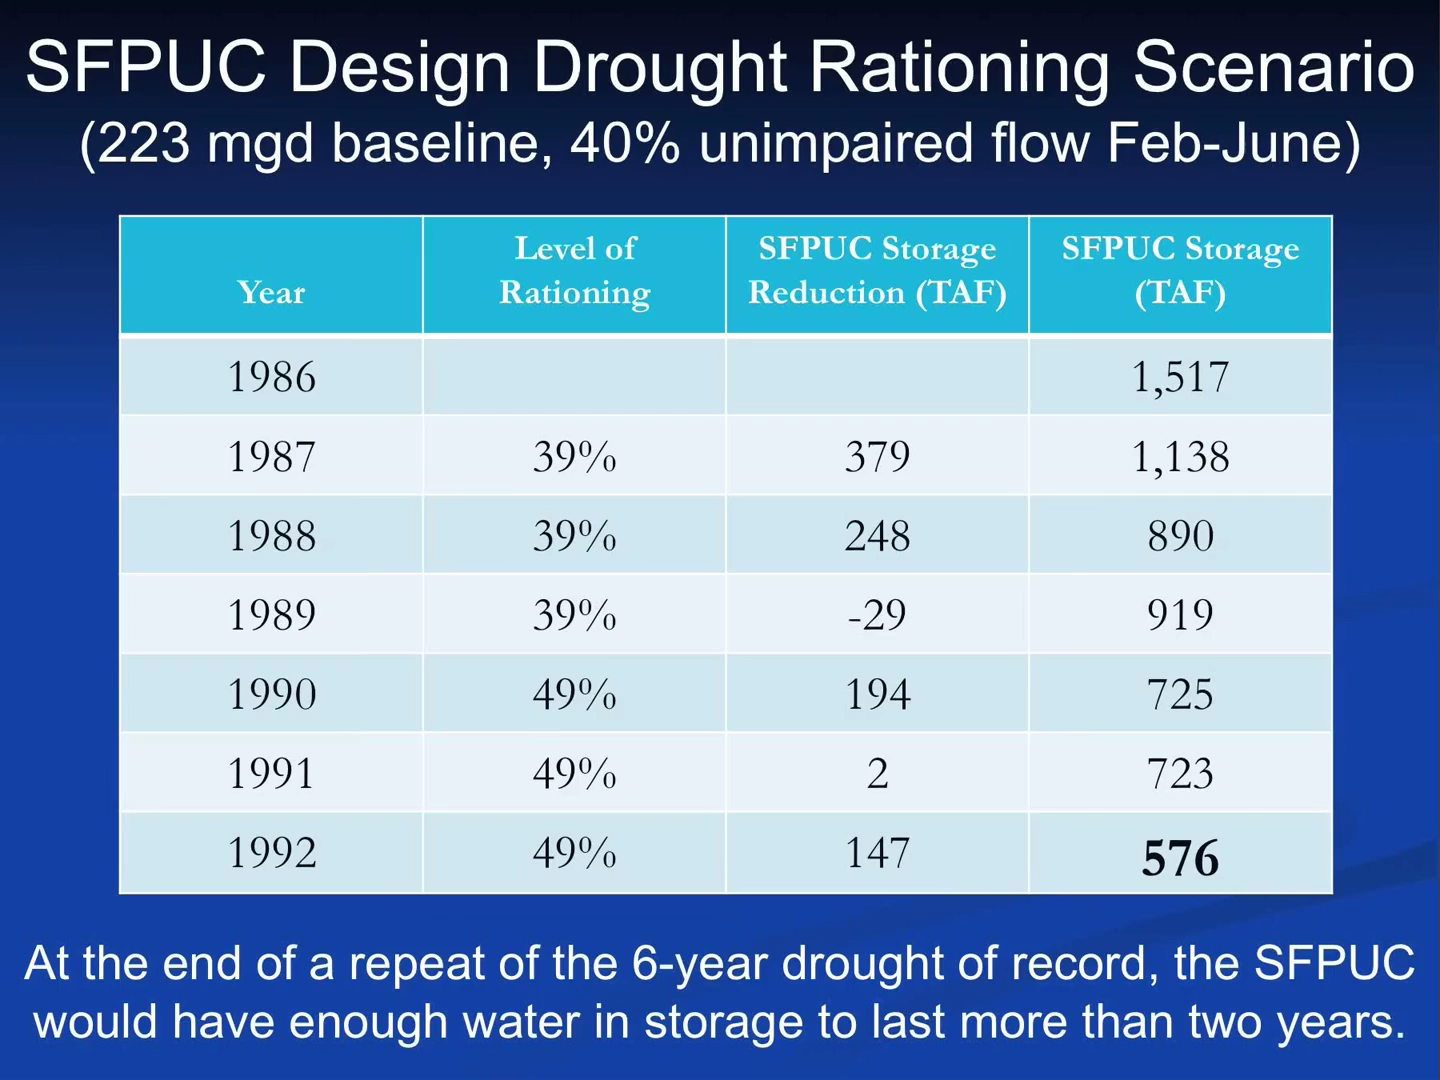 SFPUC Design Drought Rationing Scenario
(223 mgd baseline, 40% unimpaired flow Feb-June)
Year Level of Rationing SFPUC Storage Reduction (TAF) SFPUC Storage (TAF)
1986 1,517
1987 39% 379 1,138
1988 39% 248 890
1989 39% -29 919
1990 49% 194 725
1991 49% 2 723
1992 49% 147 576
At the end of a repeat of the 6-year drought of record, the SFPUC
would have enough water in storage to last more than two years.